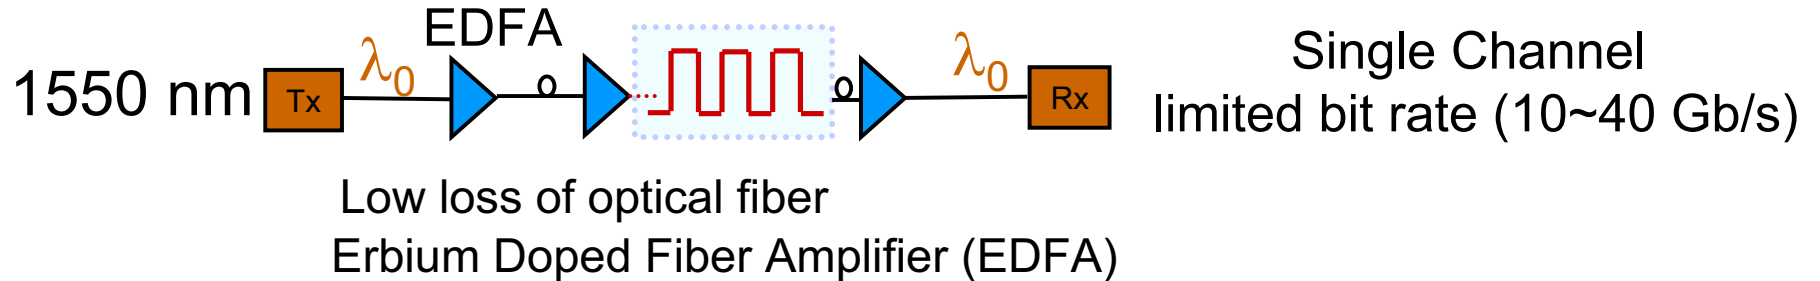 EDFA
1550 nm Tx λ0 λ0 Rx
Single Channel
limited bit rate (10~40 Gb/s)
Low loss of optical fiber
Erbium Doped Fiber Amplifier (EDFA)